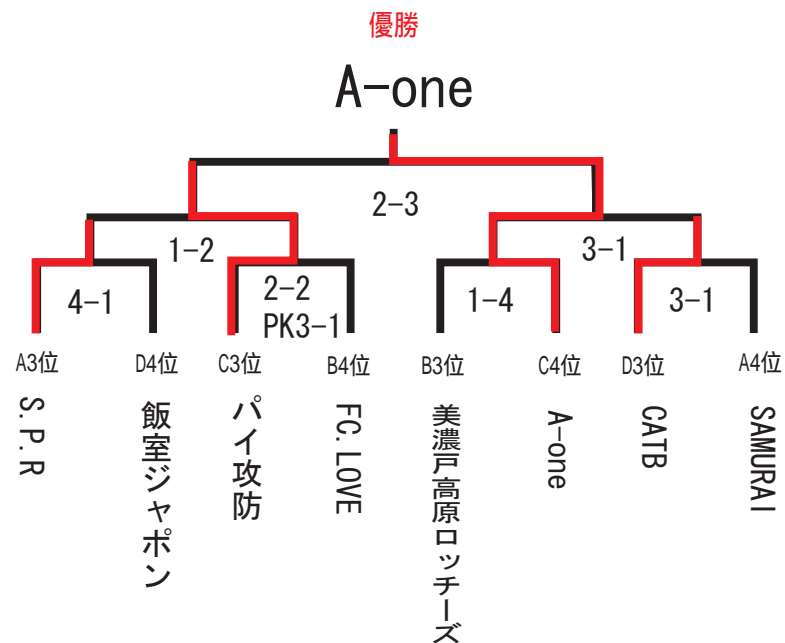 優勝
A-one
2-3
1-2
3-1
4-1
2-2
PK3-1
1-4
3-1
A3位
D4位
C3位
B4位
B3位
C4位
D3位
A4位
S.P.R
飯室ジャポン
パイ攻防
FC.LOVE
美濃戸高原ロッチーズ
A-one
CATB
SAMURAI